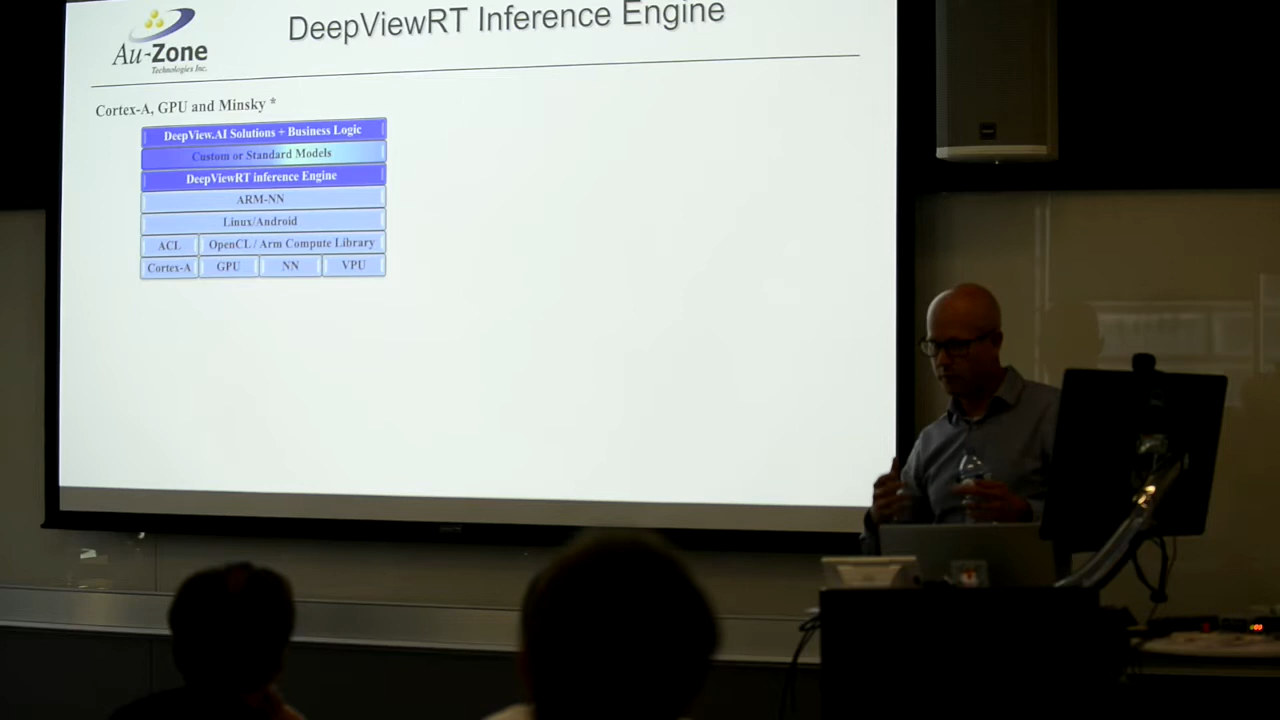 DeepViewRT Inference Engine
Au-Zone
Technologies Inc.
Cortex-A, GPU and Minsky *
DeepView.AI Solutions + Business Logic
Custom or Standard Models
DeepViewRT inference Engine
ARM-NN
Linux/Android
ACL OpenCL / Arm Compute Library
Cortex-A GPU NN VPU